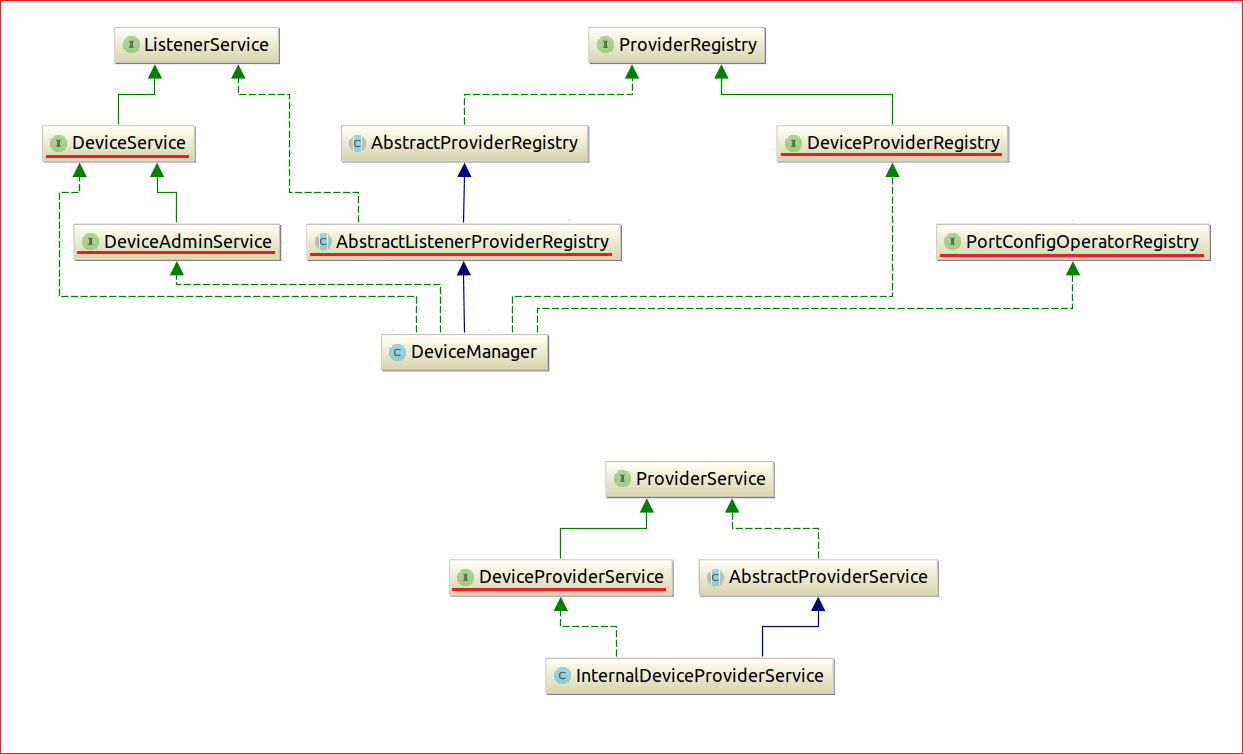 ListenerService
ProviderRegistry
DeviceService
AbstractProviderRegistry
DeviceProviderRegistry
DeviceAdminService
AbstractListenerProviderRegistry
PortConfigOperatorRegistry
DeviceManager
ProviderService
DeviceProviderService
AbstractProviderService
InternalDeviceProviderService